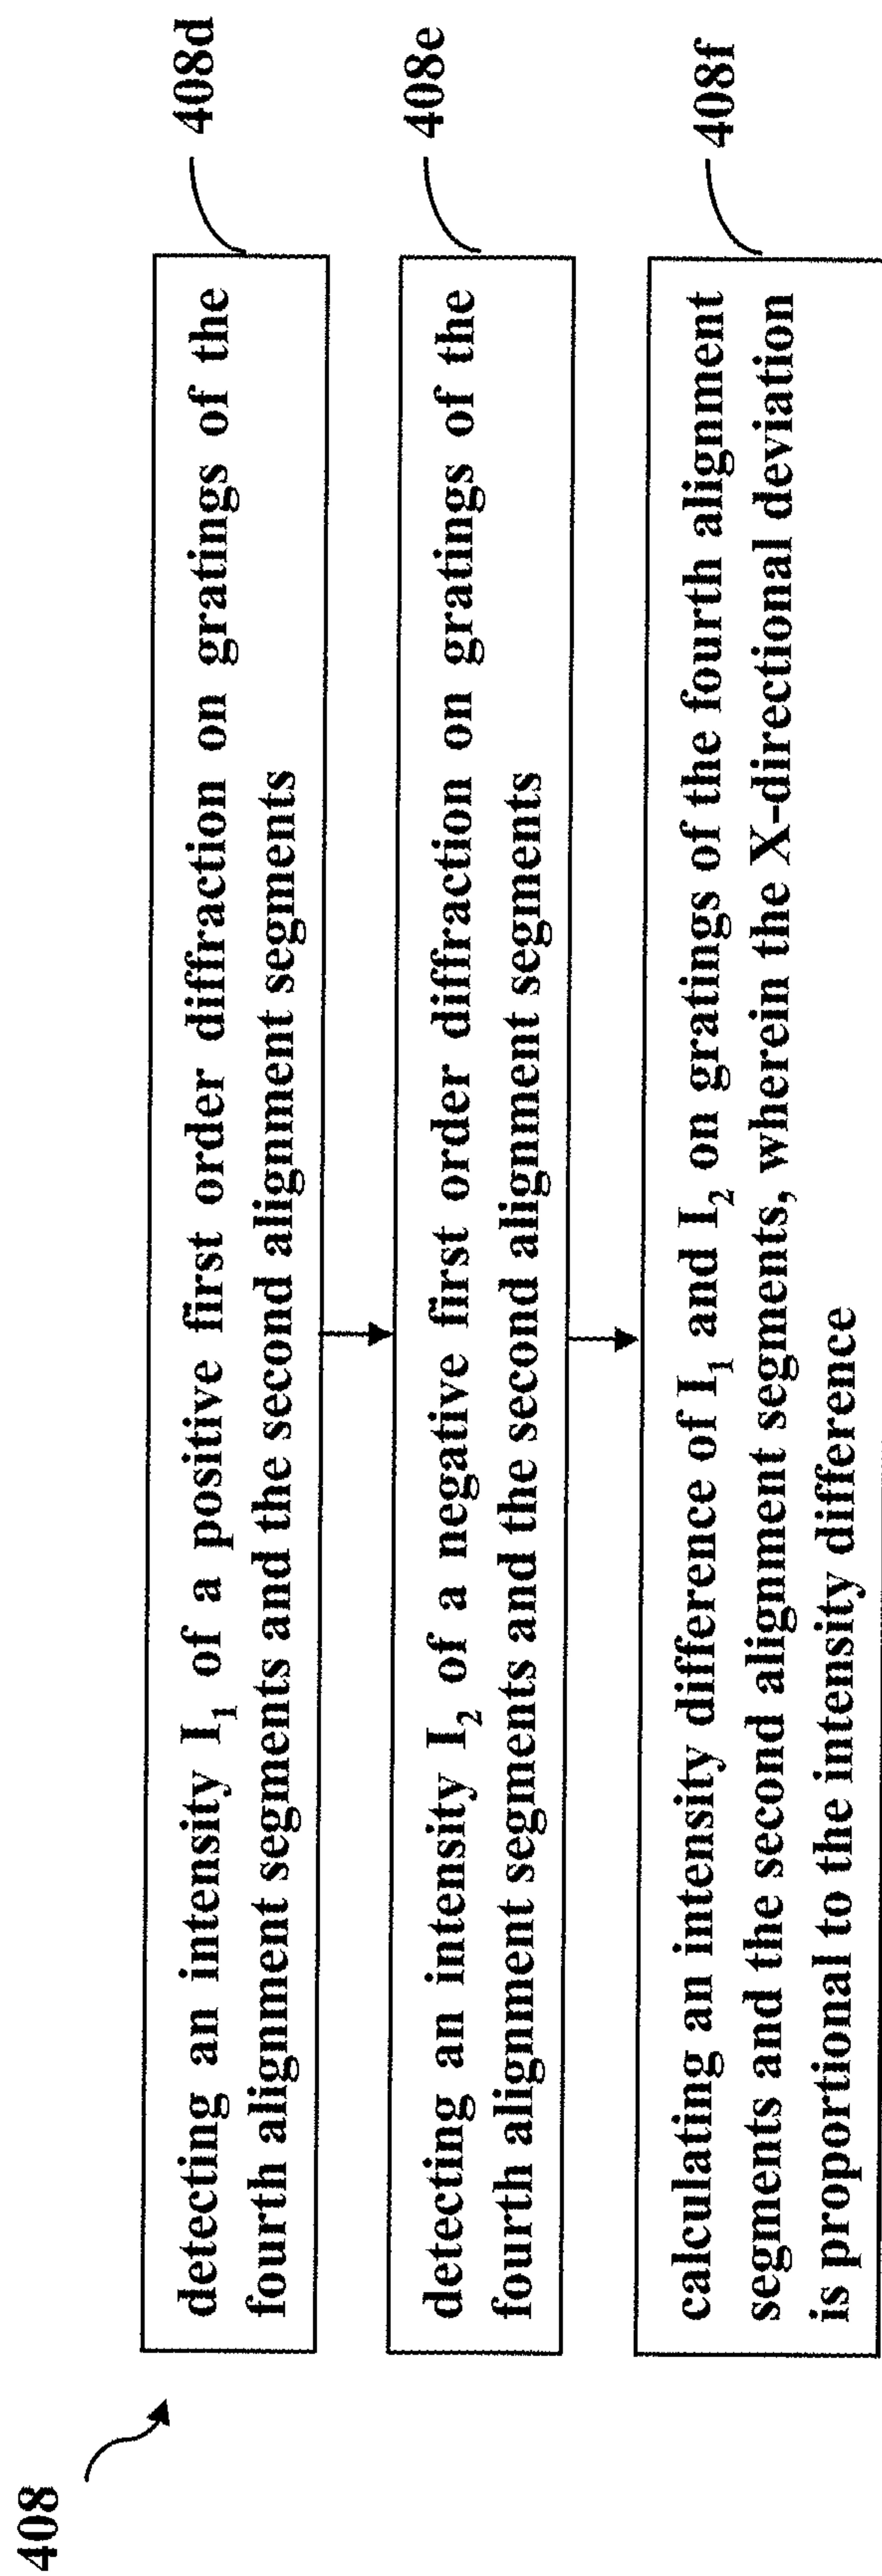 408
detecting an intensity I₁ of a positive first order diffraction on gratings of the
fourth alignment segments and the second alignment segments
408d
detecting an intensity I₂ of a negative first order diffraction on gratings of the
fourth alignment segments and the second alignment segments
408e
calculating an intensity difference of I₁ and I₂ on gratings of the fourth alignment
segments and the second alignment segments, wherein the X-directional deviation
is proportional to the intensity difference
408f